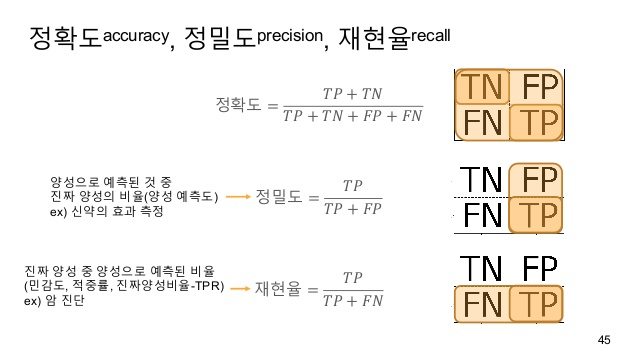 정확도accuracy, 정밀도precision, 재현율recall
정확도 = TP + TN / TP + TN + FP + FN
TN FP
FN TP
양성으로 예측된 것 중
진짜 양성의 비율(양성 예측도)
ex) 신약의 효과 측정
정밀도 = TP / TP + FP
TN FP
FN TP
진짜 양성 중 양성으로 예측된 비율
(민감도, 적중률, 진짜양성비율-TPR)
ex) 암 진단
재현율 = TP / TP + FN
TN FP
FN TP
45